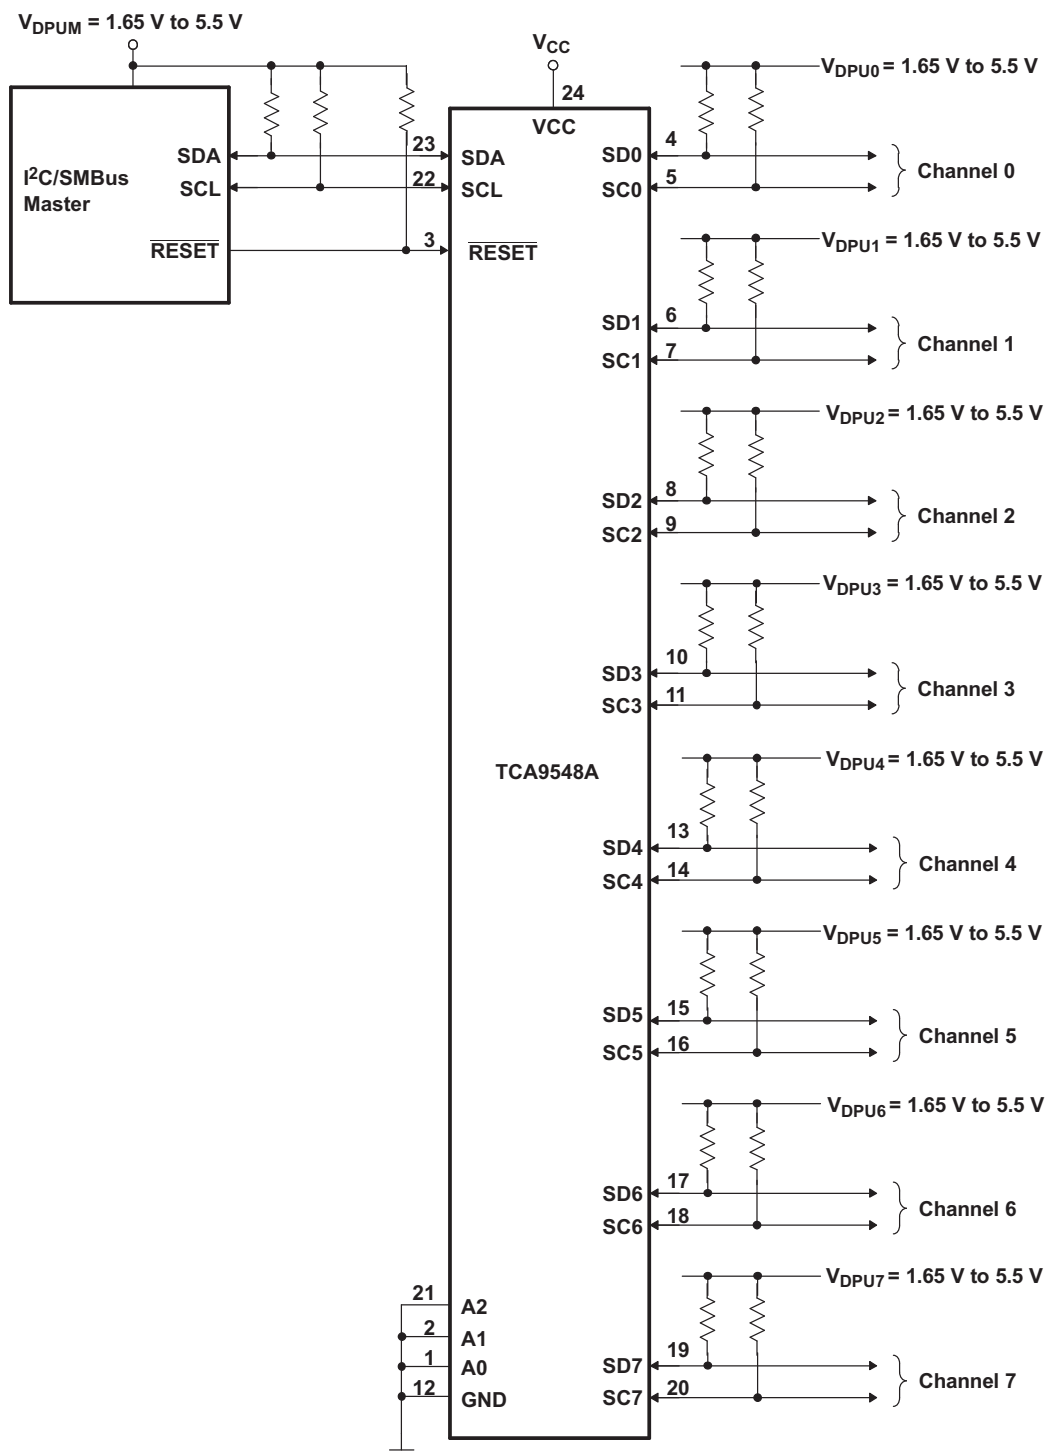 VDPUM = 1.65 V to 5.5 V
VCC
24
VCC
I²C/SMBus
Master
SDA
SCL
RESET
23
22
3
SDA
SCL
RESET
TCA9548A
21
2
1
12
A2
A1
A0
GND
VDPU0 = 1.65 V to 5.5 V
SD0
4
SC0
5
Channel 0
VDPU1 = 1.65 V to 5.5 V
SD1
6
SC1
7
Channel 1
VDPU2 = 1.65 V to 5.5 V
SD2
8
SC2
9
Channel 2
VDPU3 = 1.65 V to 5.5 V
SD3
10
SC3
11
Channel 3
VDPU4 = 1.65 V to 5.5 V
SD4
13
SC4
14
Channel 4
VDPU5 = 1.65 V to 5.5 V
SD5
15
SC5
16
Channel 5
VDPU6 = 1.65 V to 5.5 V
SD6
17
SC6
18
Channel 6
VDPU7 = 1.65 V to 5.5 V
SD7
19
SC7
20
Channel 7